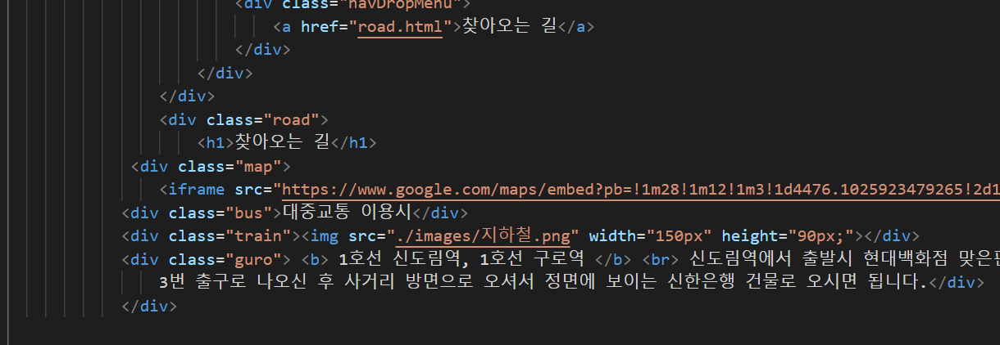 <div class="navDropMenu">
<a href="road.html">찾아오는 길</a>
</div>
</div>
</div>
<div class="road">
<h1>찾아오는 길</h1>
<div class="map">
<iframe src="https://www.google.com/maps/embed?pb=!1m28!1m12!1m3!1d4476.1025923479265!2d1
<div class="bus">대중교통 이용시</div>
<div class="train"><img src="./images/지하철.png" width="150px" height="90px;"></div>
<div class="guro"> <b> 1호선 신도림역, 1호선 구로역 </b> <br> 신도림역에서 출발시 현대백화점 맞은편
3번 출구로 나오신 후 사거리 방면으로 오셔서 정면에 보이는 신한은행 건물로 오시면 됩니다.</div>
</div>